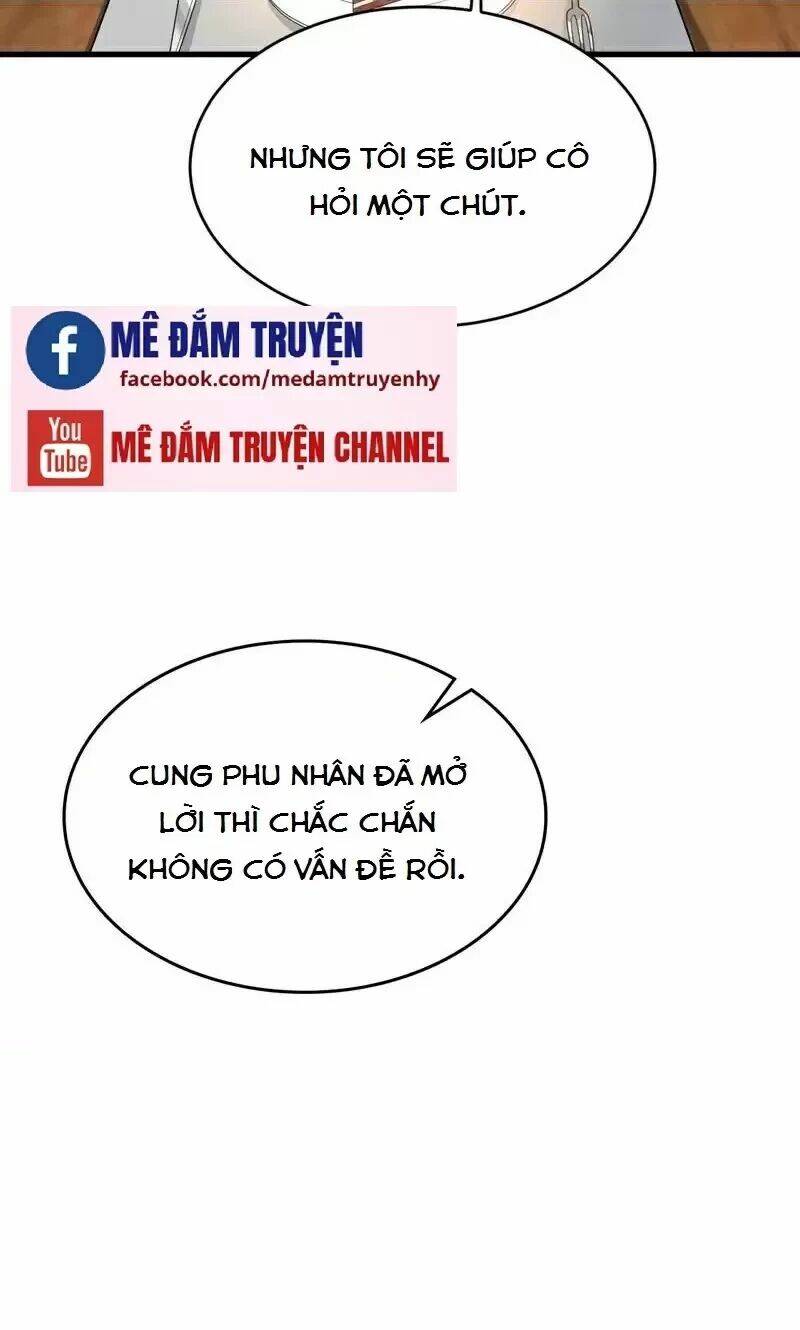 NHƯNG TÔI SẼ GIÚP CÔ
HỎI MỘT CHÚT.
f MÊ ĐẮM TRUYỆN
facebook.com/medamtruyenhy
You
Tube
MÊ ĐẮM TRUYỆN CHANNEL
CUNG PHU NHÂN ĐÃ MỞ
LỜI THÌ CHẮC CHẮN
KHÔNG CÓ VẤN ĐỀ RỒI.